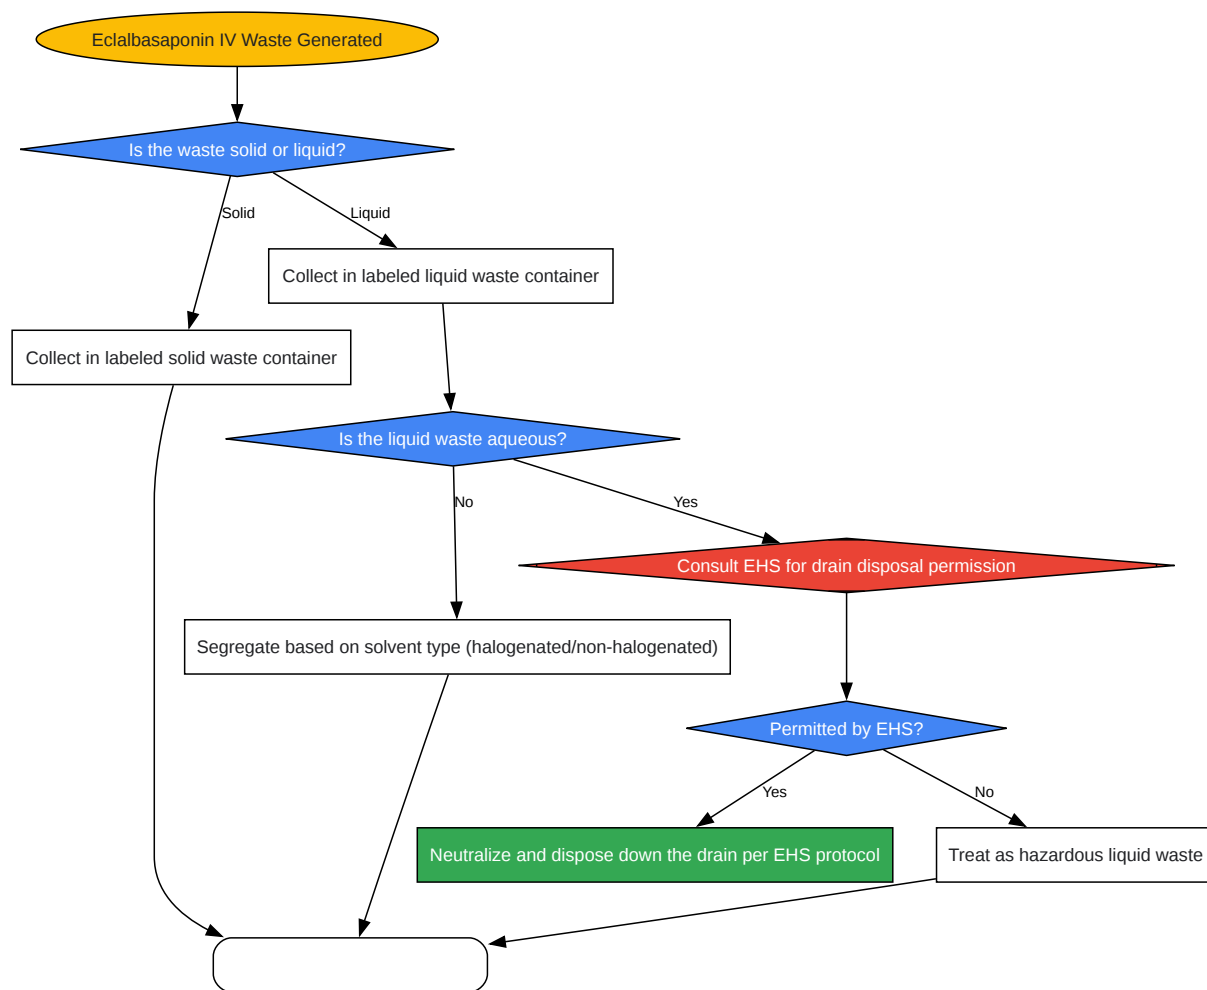 Eclalbasaponin IV Waste Generated
Is the waste solid or liquid?
Solid
Liquid
Collect in labeled liquid waste container
Collect in labeled solid waste container
Is the liquid waste aqueous?
No
Yes
Consult EHS for drain disposal permission
Segregate based on solvent type (halogenated/non-halogenated)
Permitted by EHS?
Yes
No
Neutralize and dispose down the drain per EHS protocol
Treat as hazardous liquid waste